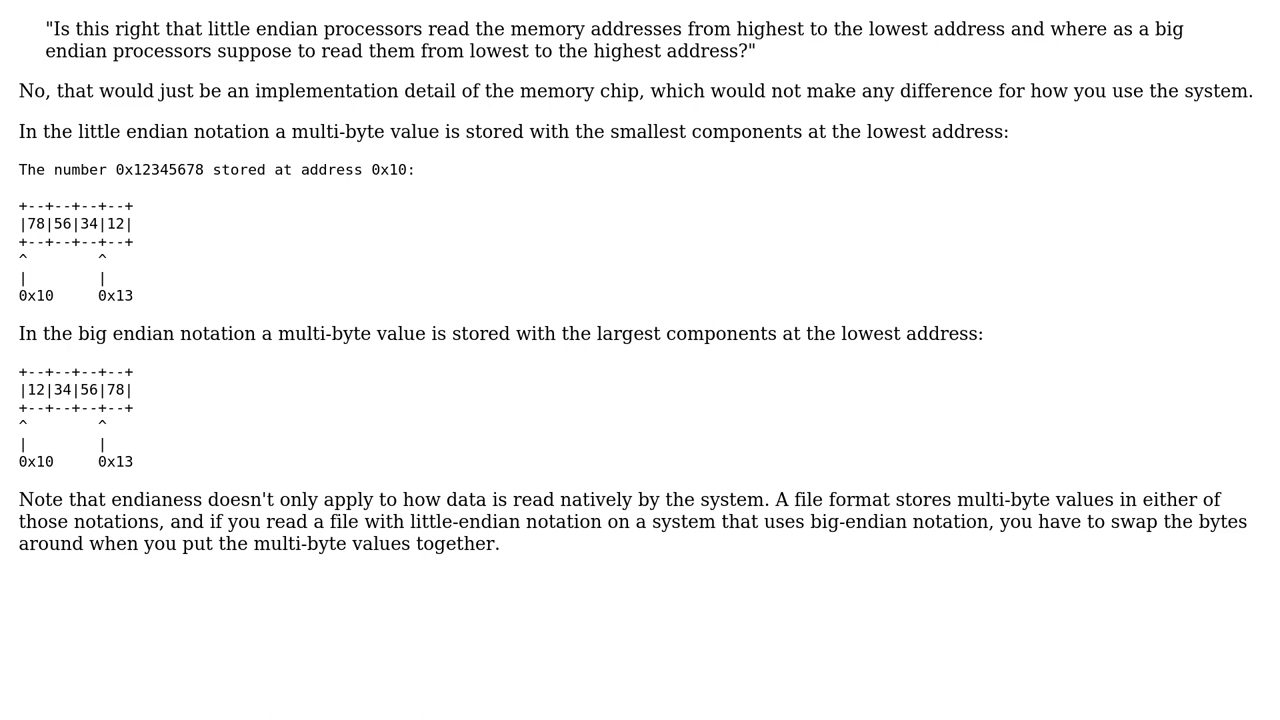 "Is this right that little endian processors read the memory addresses from highest to the lowest address and where as a big
endian processors suppose to read them from lowest to the highest address?"
No, that would just be an implementation detail of the memory chip, which would not make any difference for how you use the system.
In the little endian notation a multi-byte value is stored with the smallest components at the lowest address:
The number 0x12345678 stored at address 0x10:
+--+--+--+--+
|78|56|34|12|
+--+--+--+--+
^        ^
|        |
0x10     0x13
In the big endian notation a multi-byte value is stored with the largest components at the lowest address:
+--+--+--+--+
|12|34|56|78|
+--+--+--+--+
^        ^
|        |
0x10     0x13
Note that endianess doesn't only apply to how data is read natively by the system. A file format stores multi-byte values in either of
those notations, and if you read a file with little-endian notation on a system that uses big-endian notation, you have to swap the bytes
around when you put the multi-byte values together.